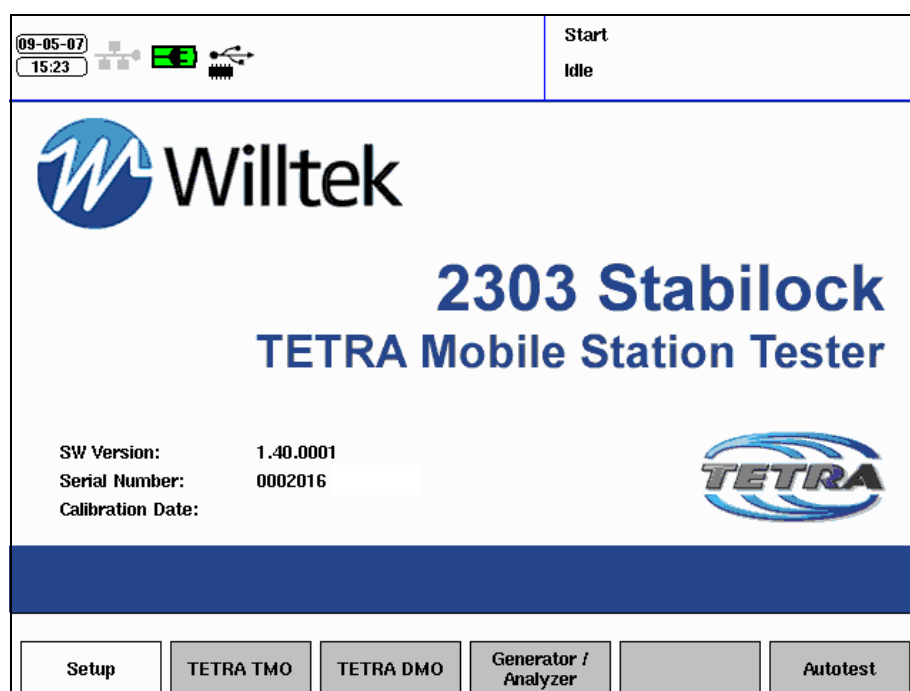 09-05-07
15:23
Start
Idle
Willtek
2303 Stabilock
TETRA Mobile Station Tester
SW Version: 1.40.0001
Serial Number: 0002016
Calibration Date:
TETRA
Setup
TETRA TMO
TETRA DMO
Generator /
Analyzer
Autotest